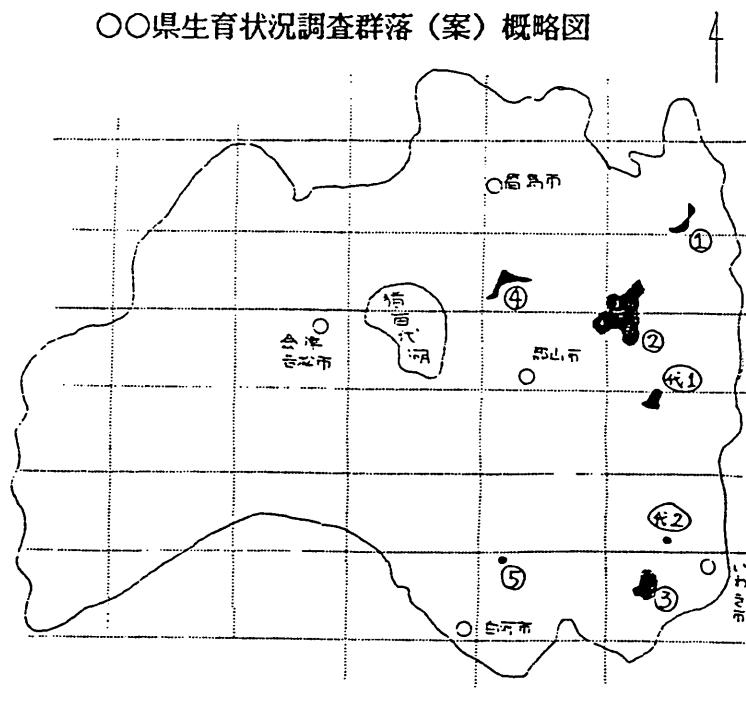 ○○県生育状況調査群落（案）概略図
福島市
①
④
猪苗代湖
②
会津
若松市
郡山市
代1
代2
⑤
③
いわき市
白河市